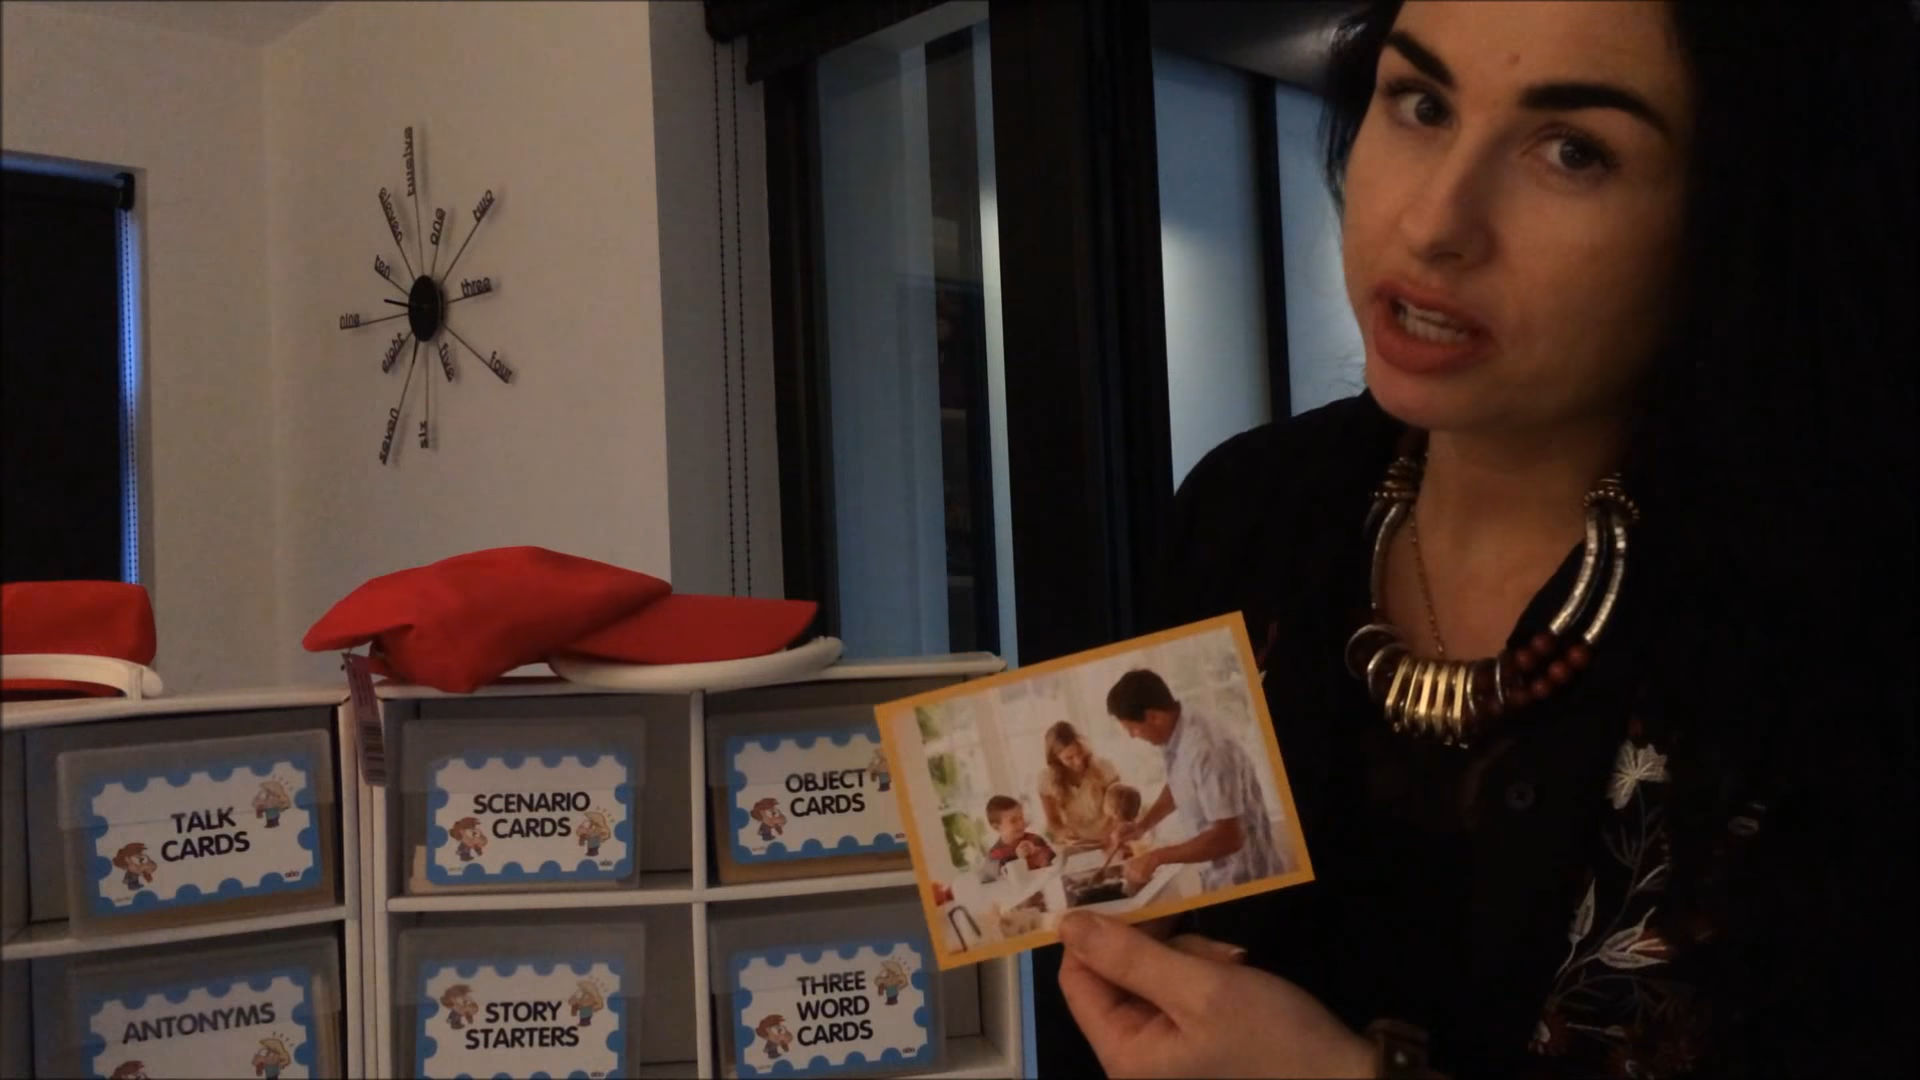 twelve
one
two
three
four
five
six
seven
eight
nine
ten
eleven
TALK
CARDS
SCENARIO
CARDS
OBJECT
CARDS
ANTONYMS
STORY
STARTERS
THREE
WORD
CARDS